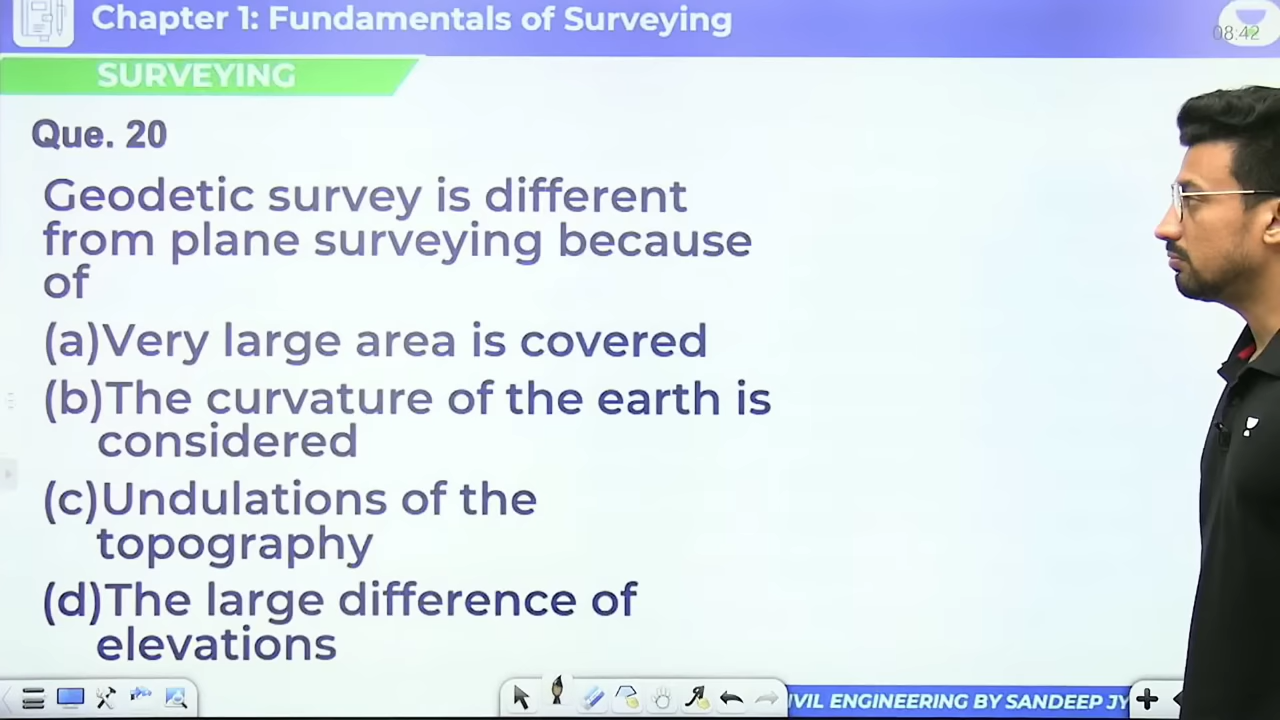 Chapter 1: Fundamentals of Surveying
08:42
SURVEYING
Que. 20
Geodetic survey is different
from plane surveying because
of
(a)Very large area is covered
(b)The curvature of the earth is
considered
(c)Undulations of the
topography
(d)The large difference of
elevations
IVIL ENGINEERING BY SANDEEP JY